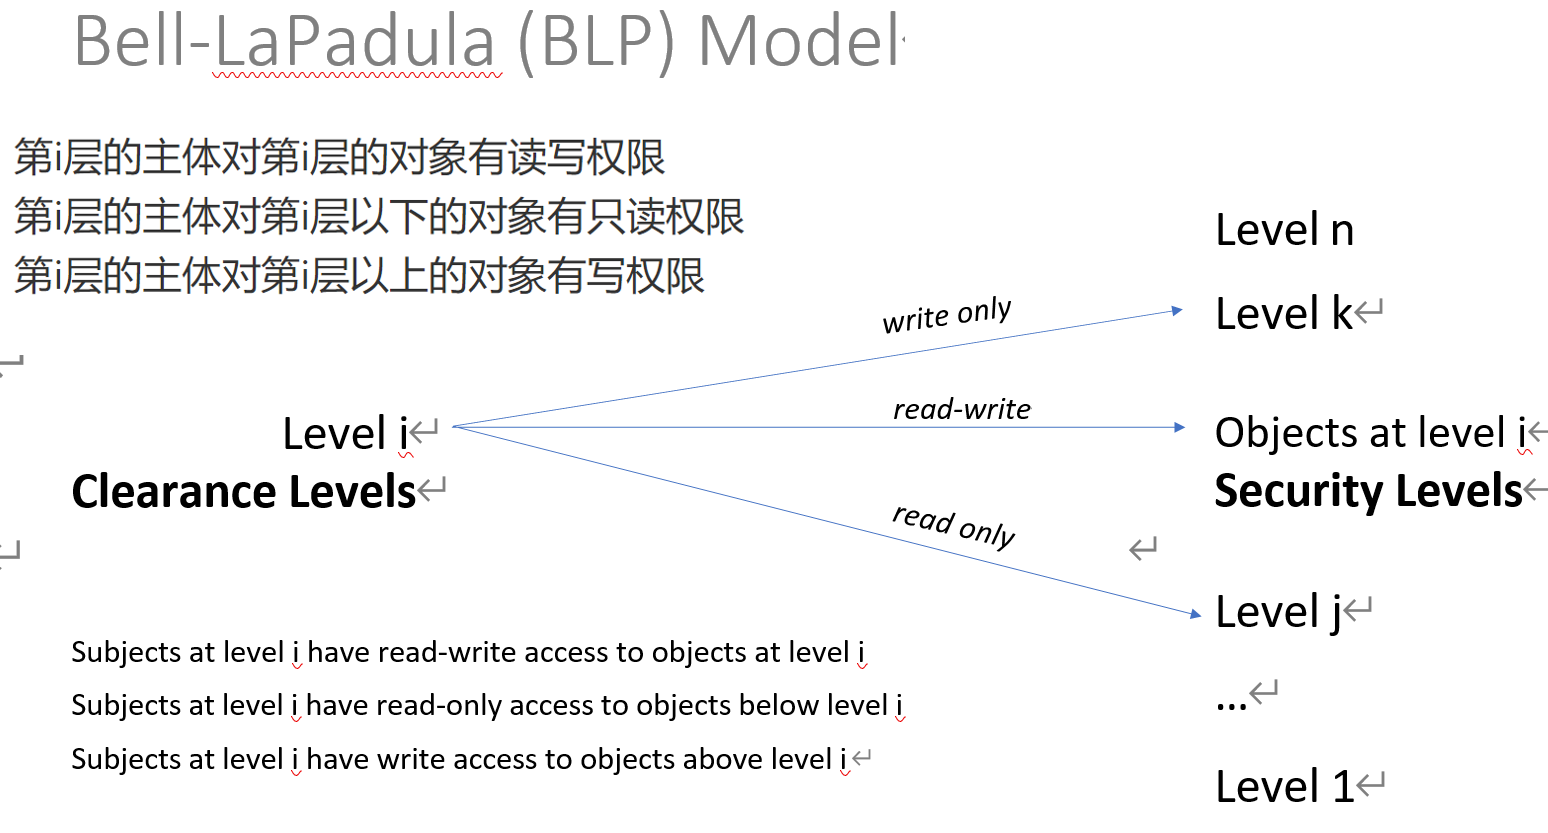 Bell-LaPadula (BLP) Model
第i层的主体对第i层的对象有读写权限
第i层的主体对第i层以下的对象有只读权限
第i层的主体对第i层以上的对象有写权限
Level n
write only
Level k
Level i
read-write
Objects at level i
Clearance Levels
Security Levels
read only
Level j
Subjects at level i have read-write access to objects at level i
Subjects at level i have read-only access to objects below level i
...
Subjects at level i have write access to objects above level i
Level 1